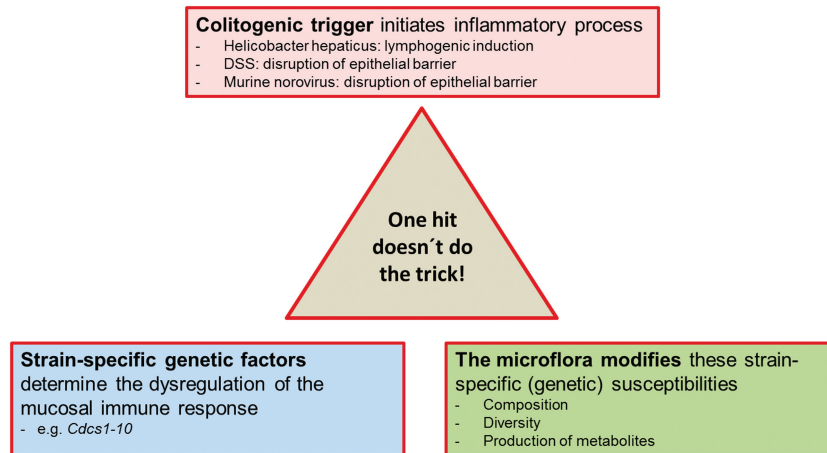 Colitogenic trigger initiates inflammatory process
- Helicobacter hepaticus: lymphogenic induction
- DSS: disruption of epithelial barrier
- Murine norovirus: disruption of epithelial barrier
One hit
doesn´t do
the trick!
Strain-specific genetic factors
determine the dysregulation of the
mucosal immune response
- e.g. Cdcs1-10
The microflora modifies these strain-
specific (genetic) susceptibilities
- Composition
- Diversity
- Production of metabolites